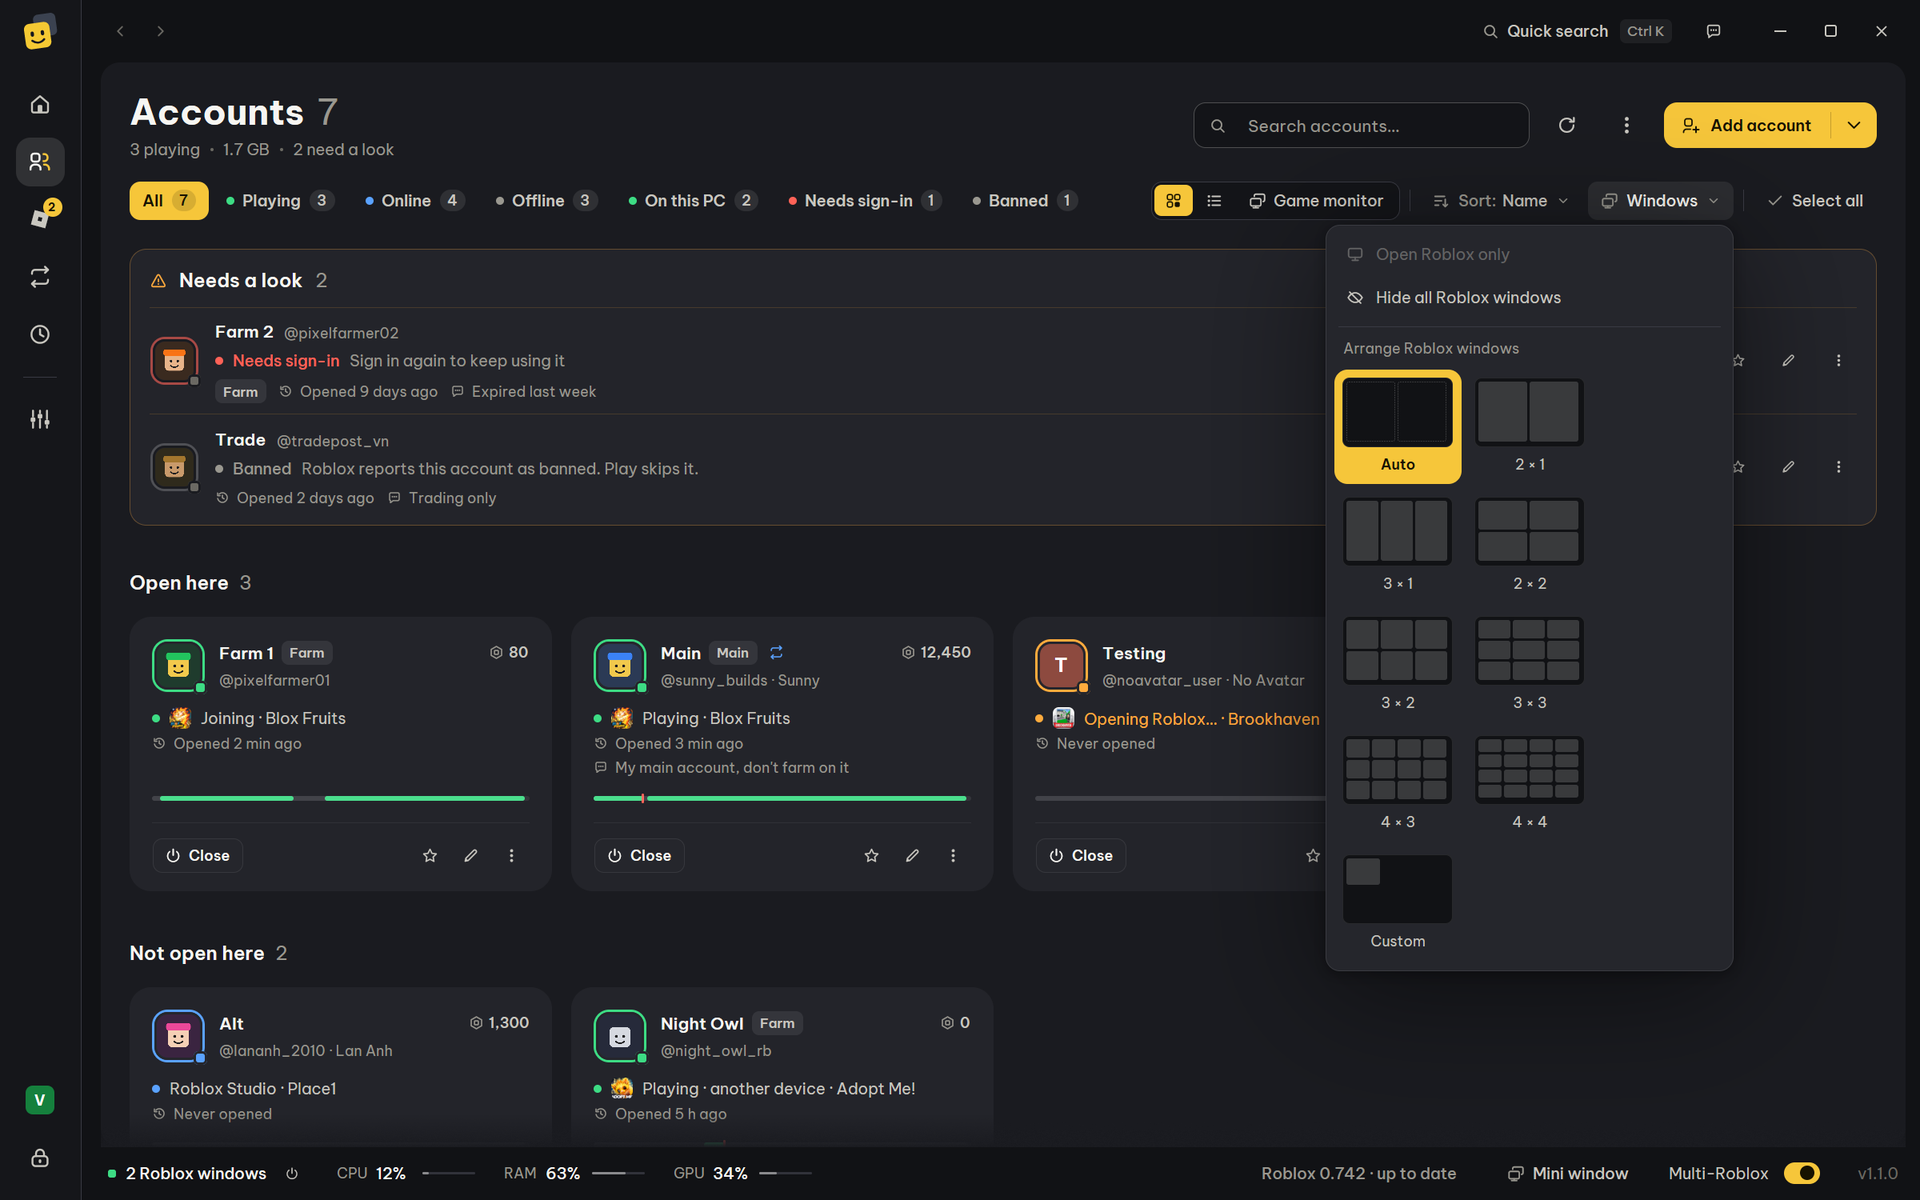 Quick search Ctrl K
Accounts 7
3 playing · 1.7 GB · 2 need a look
Search accounts...
Add account
All 7
Playing 3
Online 4
Offline 3
On this PC 2
Needs sign-in 1
Banned 1
Game monitor
Sort: Name
Windows
Select all
Needs a look 2
Farm 2 @pixelfarmer02
Needs sign-in Sign in again to keep using it
Farm Opened 9 days ago Expired last week
Trade @tradepost_vn
Banned Roblox reports this account as banned. Play skips it.
Opened 2 days ago Trading only
Open Roblox only
Hide all Roblox windows
Arrange Roblox windows
Auto
2 × 1
3 × 1
2 × 2
3 × 2
3 × 3
4 × 3
4 × 4
Custom
Open here 3
Farm 1 Farm 80
@pixelfarmer01
Joining · Blox Fruits
Opened 2 min ago
Close
Main Main 12,450
@sunny_builds · Sunny
Playing · Blox Fruits
Opened 3 min ago
My main account, don't farm on it
Close
T
Testing
@noavatar_user · No Avatar
Opening Roblox... · Brookhaven
Never opened
Close
Not open here 2
Alt 1,300
@lananh_2010 · Lan Anh
Roblox Studio · Place1
Never opened
Night Owl Farm 0
@night_owl_rb
Playing · another device · Adopt Me!
Opened 5 h ago
2
V
2 Roblox windows
CPU 12%
RAM 63%
GPU 34%
Roblox 0.742 · up to date
Mini window
Multi-Roblox
v1.1.0